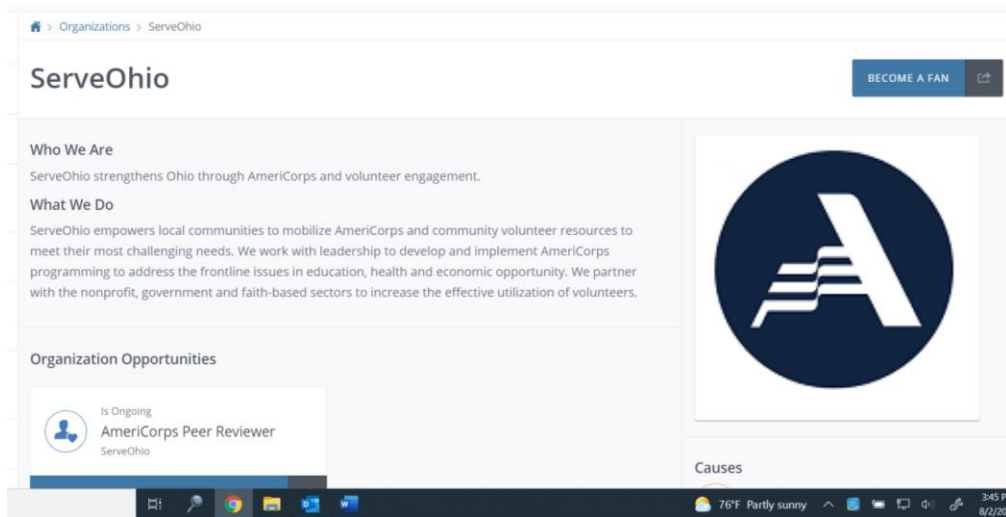 Organizations > ServeOhio
ServeOhio
BECOME A FAN
Who We Are
ServeOhio strengthens Ohio through AmeriCorps and volunteer engagement.
What We Do
ServeOhio empowers local communities to mobilize AmeriCorps and community volunteer resources to
meet their most challenging needs. We work with leadership to develop and implement AmeriCorps
programming to address the frontline issues in education, health and economic opportunity. We partner
with the nonprofit, government and faith-based sectors to increase the effective utilization of volunteers.
Organization Opportunities
Is Ongoing
AmeriCorps Peer Reviewer
ServeOhio
Causes
76°F Partly sunny
3:45 P
8/2/20